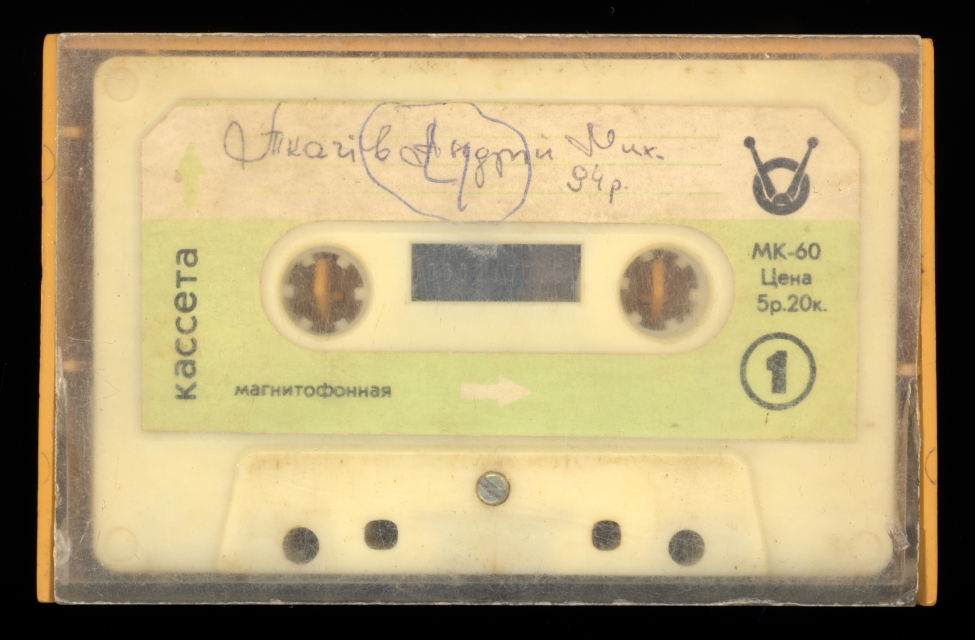 Ткачів Андрій Мих.
94р.
МК-60
Цена
5р.20к.
1
кассета
магнитофонная